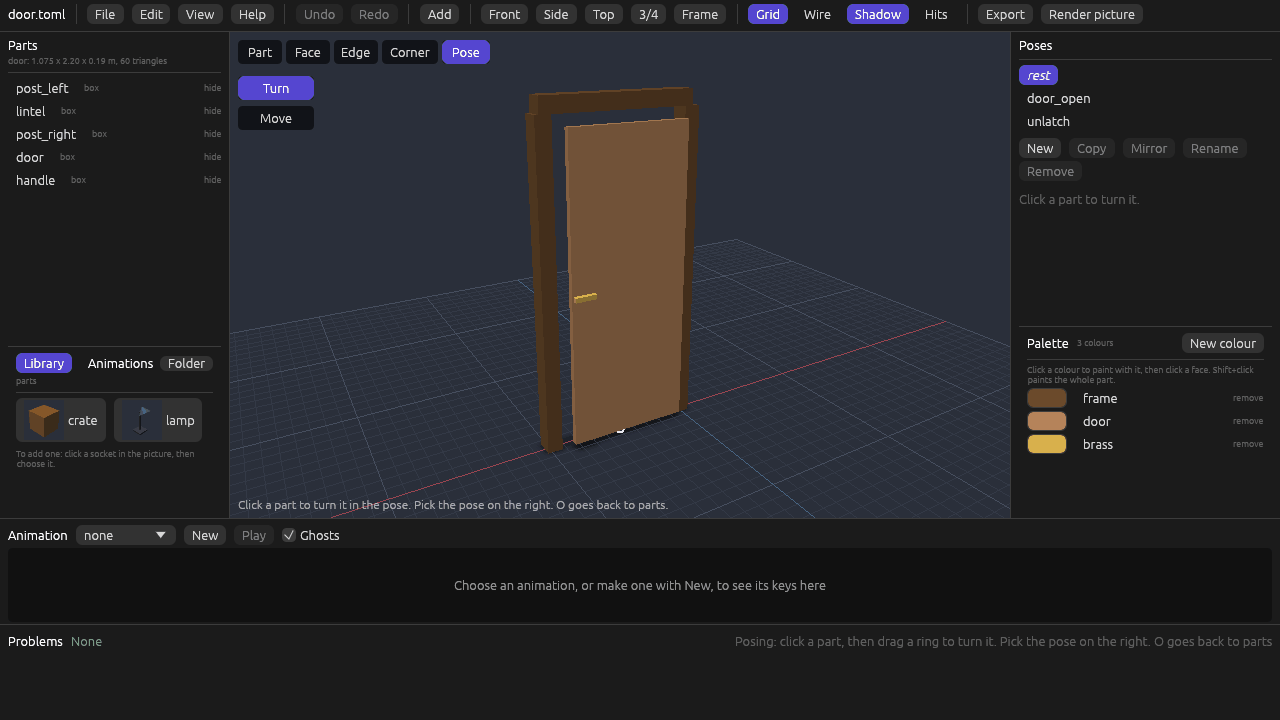 door.toml File Edit View Help Undo Redo Add Front Side Top 3/4 Frame Grid Wire Shadow Hits Export Render picture
Parts
door: 1.075 x 2.20 x 0.19 m, 60 triangles
post_left box hide
lintel box hide
post_right box hide
door box hide
handle box hide
Library Animations Folder
parts
crate lamp
To add one: click a socket in the picture, then
choose it.
Part Face Edge Corner Pose
Turn
Move
Click a part to turn it in the pose. Pick the pose on the right. O goes back to parts.
Poses
rest
door_open
unlatch
New Copy Mirror Rename
Remove
Click a part to turn it.
Palette 3 colours New colour
Click a colour to paint with it, then click a face. Shift+click
paints the whole part.
frame remove
door remove
brass remove
Animation none New Play Ghosts
Choose an animation, or make one with New, to see its keys here
Problems None Posing: click a part, then drag a ring to turn it. Pick the pose on the right. O goes back to parts